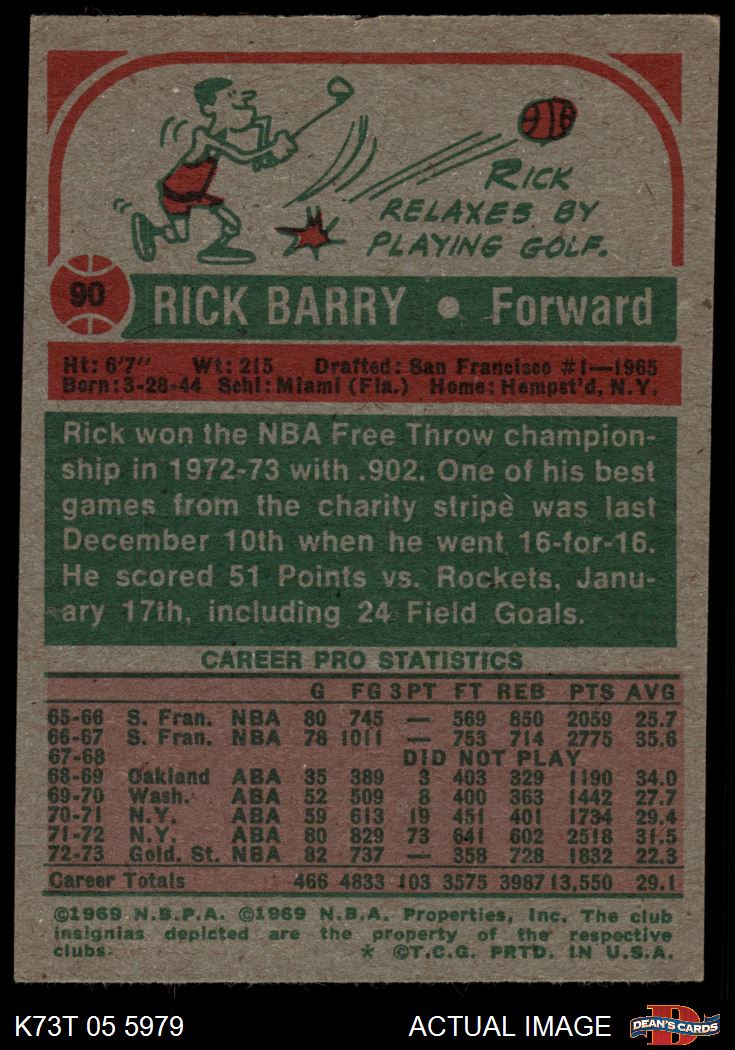 RICK
RELAXES BY
PLAYING GOLF.
90 RICK BARRY ● Forward
Ht: 6'7" Wt: 215 Drafted: San Francisco #1—1965
Born: 3-28-44 Schl: Miami (Fla.) Home: Hempst'd, N.Y.
Rick won the NBA Free Throw champion-
ship in 1972-73 with .902. One of his best
games from the charity stripe was last
December 10th when he went 16-for-16.
He scored 51 Points vs. Rockets, Janu-
ary 17th, including 24 Field Goals.
CAREER PRO STATISTICS
G FG 3PT FT REB PTS AVG
65-66 S. Fran. NBA 80 745 — 569 850 2059 25.7
66-67 S. Fran. NBA 78 1011 — 753 714 2775 35.6
67-68 DID NOT PLAY
68-69 Oakland ABA 35 389 3 403 329 1190 34.0
69-70 Wash. ABA 52 509 8 400 363 1442 27.7
70-71 N.Y. ABA 59 613 19 451 401 1734 29.4
71-72 N.Y. ABA 80 829 73 641 602 2518 31.5
72-73 Gold. St. NBA 82 737 — 358 728 1832 22.3
Career Totals 466 4833 103 3575 3987 13,550 29.1
©1969 N.B.P.A. ©1969 N.B.A. Properties, Inc. The club
insignias depicted are the property of the respective
clubs. * ©T.C.G. PRTD. IN U.S.A.
K73T 05 5979 ACTUAL IMAGE DEAN'S CARDS